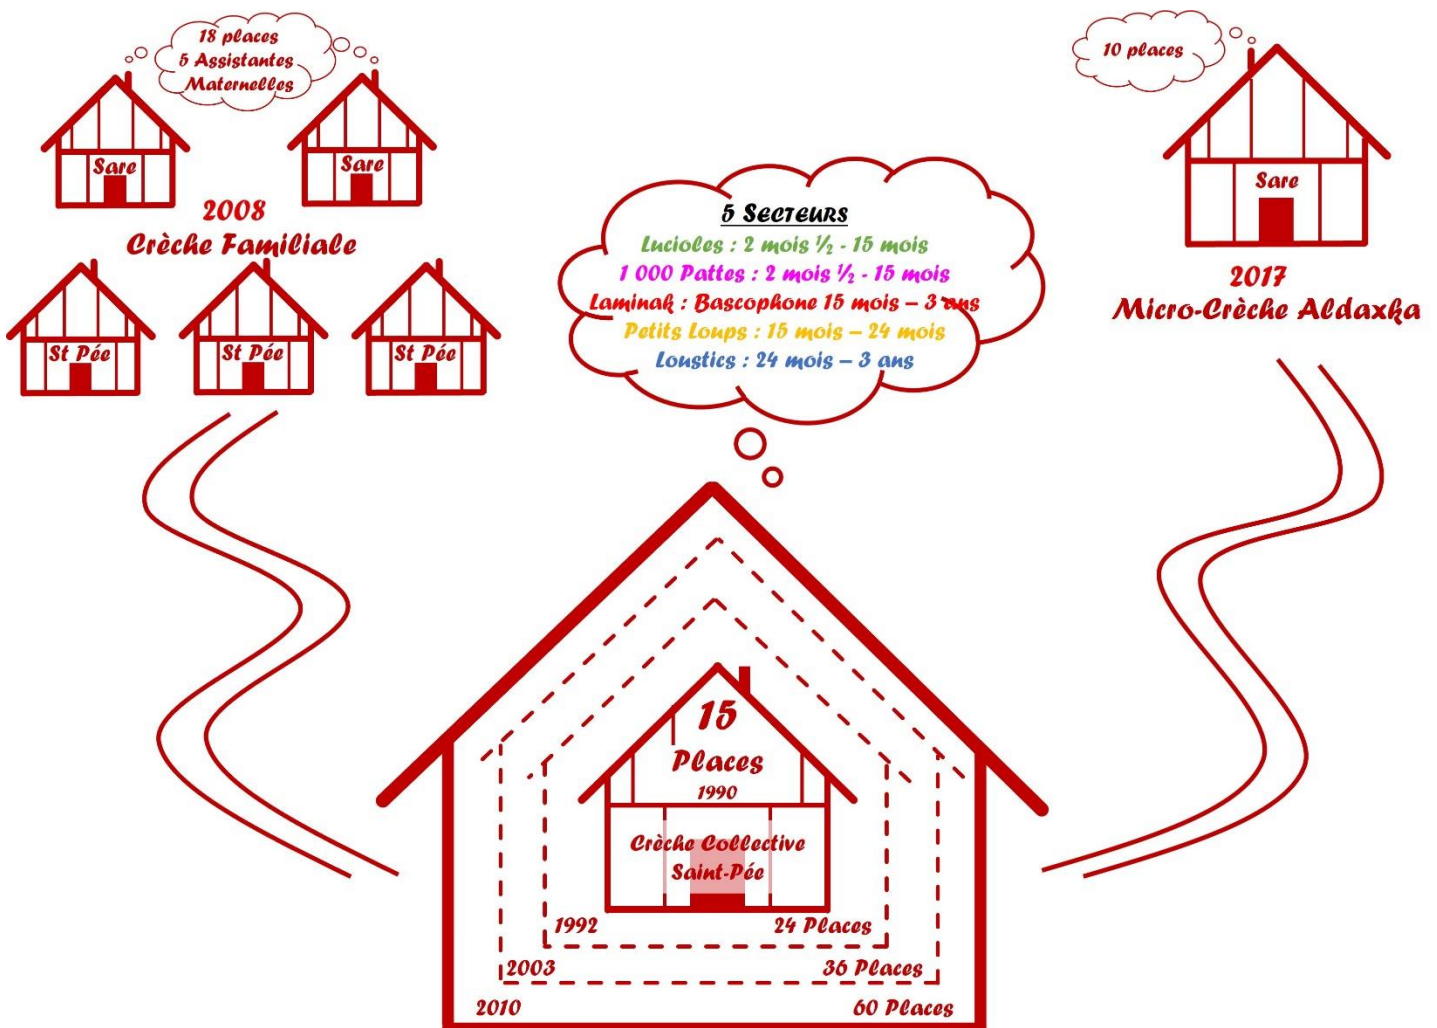 18 places
5 Assistantes
Maternelles
Sare
Sare
2008
Crèche Familiale
St Pée
St Pée
St Pée
5 SECTEURS
Lucioles : 2 mois ½ - 15 mois
1 000 Pattes : 2 mois ½ - 15 mois
Laminak : Bascophone 15 mois – 3 ans
Petits Loups : 15 mois – 24 mois
Loustics : 24 mois – 3 ans
10 places
Sare
2017
Micro-Crèche Aldaxka
15
Places
1990
Crèche Collective
Saint-Pée
1992 24 Places
2003 36 Places
2010 60 Places